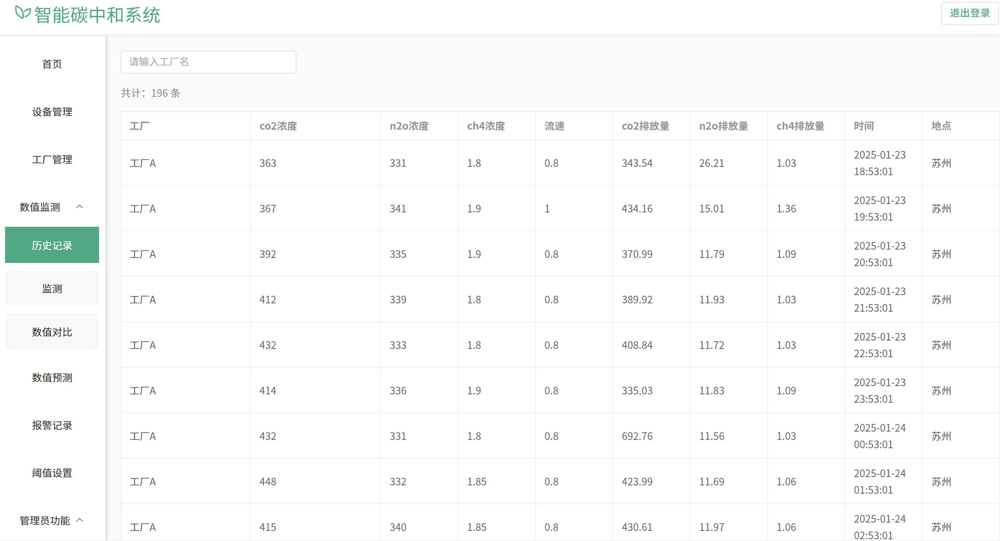 智能碳中和系统
退出登录
首页
设备管理
工厂管理
数值监测
历史记录
监测
数值对比
数值预测
报警记录
阈值设置
管理员功能
请输入工厂名
共计：196 条
工厂 co2浓度 n2o浓度 ch4浓度 流速 co2排放量 n2o排放量 ch4排放量 时间 地点
工厂A 363 331 1.8 0.8 343.54 26.21 1.03 2025-01-23 18:53:01 苏州
工厂A 367 341 1.9 1 434.16 15.01 1.36 2025-01-23 19:53:01 苏州
工厂A 392 335 1.9 0.8 370.99 11.79 1.09 2025-01-23 20:53:01 苏州
工厂A 412 339 1.8 0.8 389.92 11.93 1.03 2025-01-23 21:53:01 苏州
工厂A 432 333 1.8 0.8 408.84 11.72 1.03 2025-01-23 22:53:01 苏州
工厂A 414 336 1.9 0.8 335.03 11.83 1.09 2025-01-23 23:53:01 苏州
工厂A 432 331 1.8 0.8 692.76 11.56 1.03 2025-01-24 00:53:01 苏州
工厂A 448 332 1.85 0.8 423.99 11.69 1.06 2025-01-24 01:53:01 苏州
工厂A 415 340 1.85 0.8 430.61 11.97 1.06 2025-01-24 02:53:01 苏州